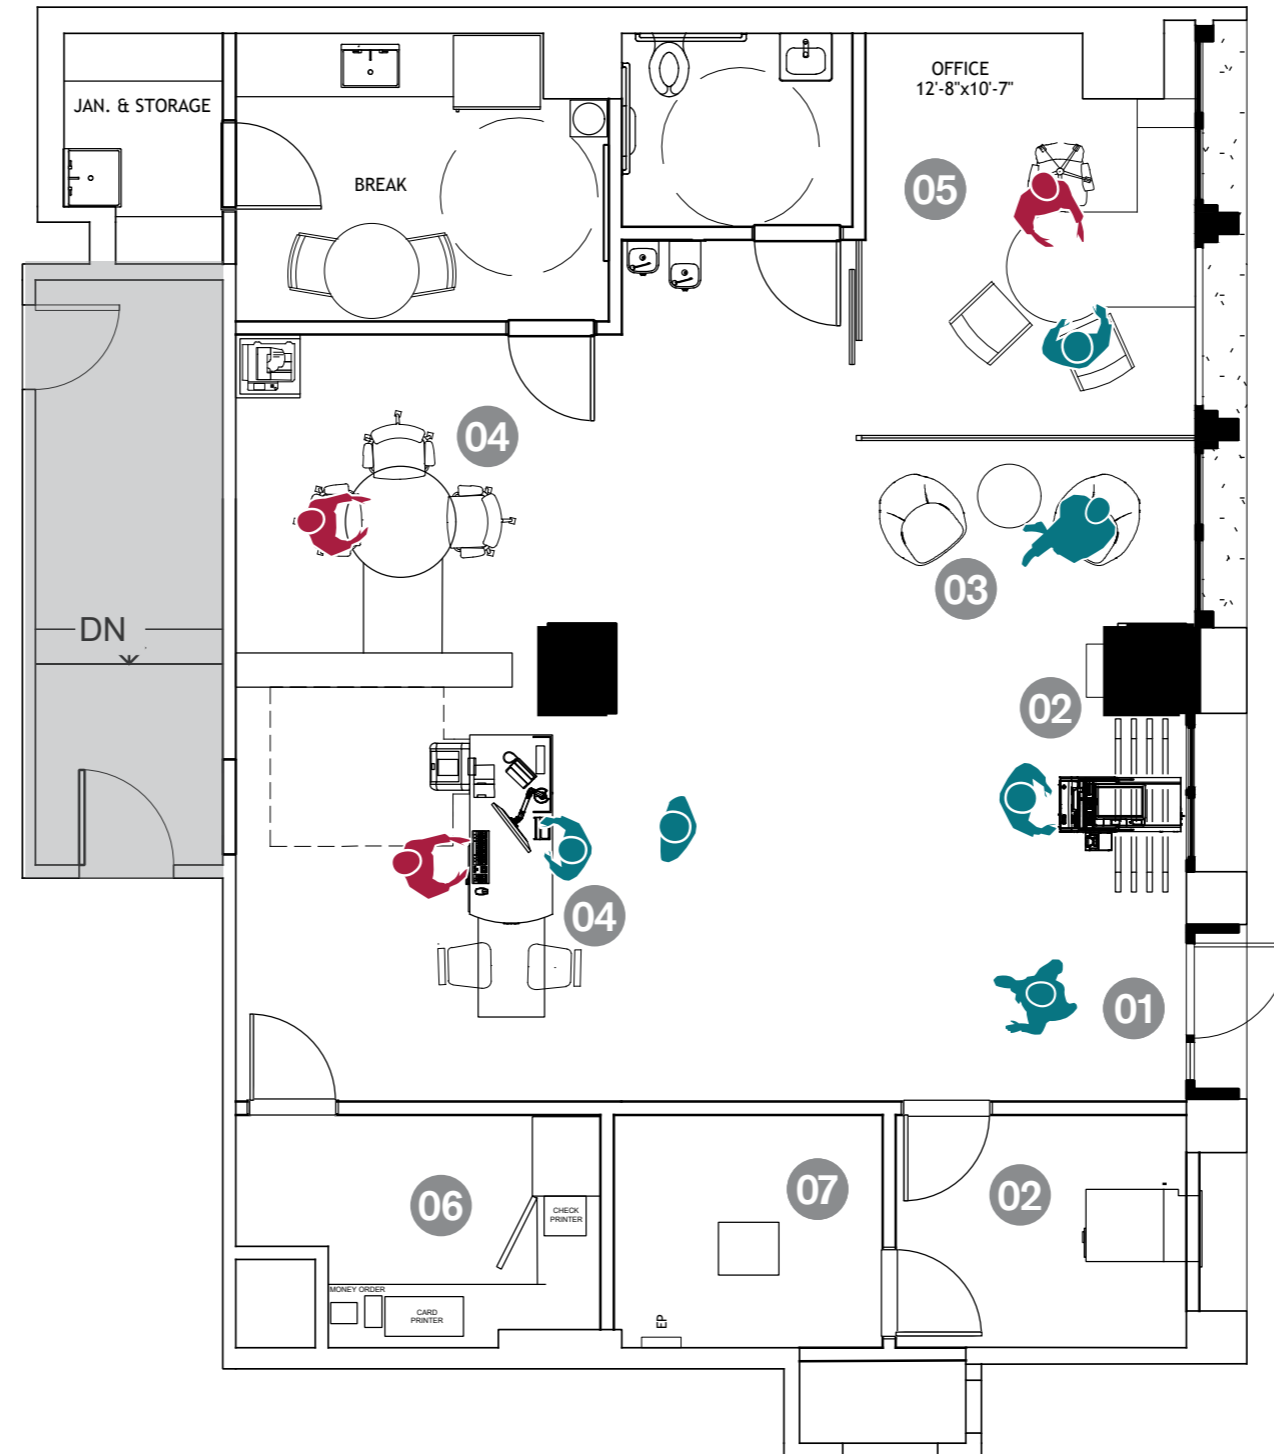 JAN. & STORAGE
BREAK
OFFICE
12'-8"x10'-7"
05
04
03
DN
02
04
01
06
07
02
CHECK
PRINTER
MONEY ORDER
CARD
PRINTER
EP